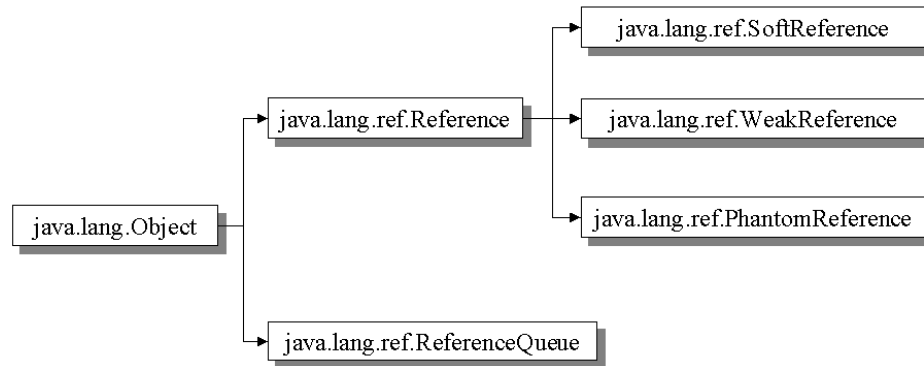 java.lang.ref.SoftReference
java.lang.ref.Reference
java.lang.ref.WeakReference
java.lang.ref.PhantomReference
java.lang.Object
java.lang.ref.ReferenceQueue